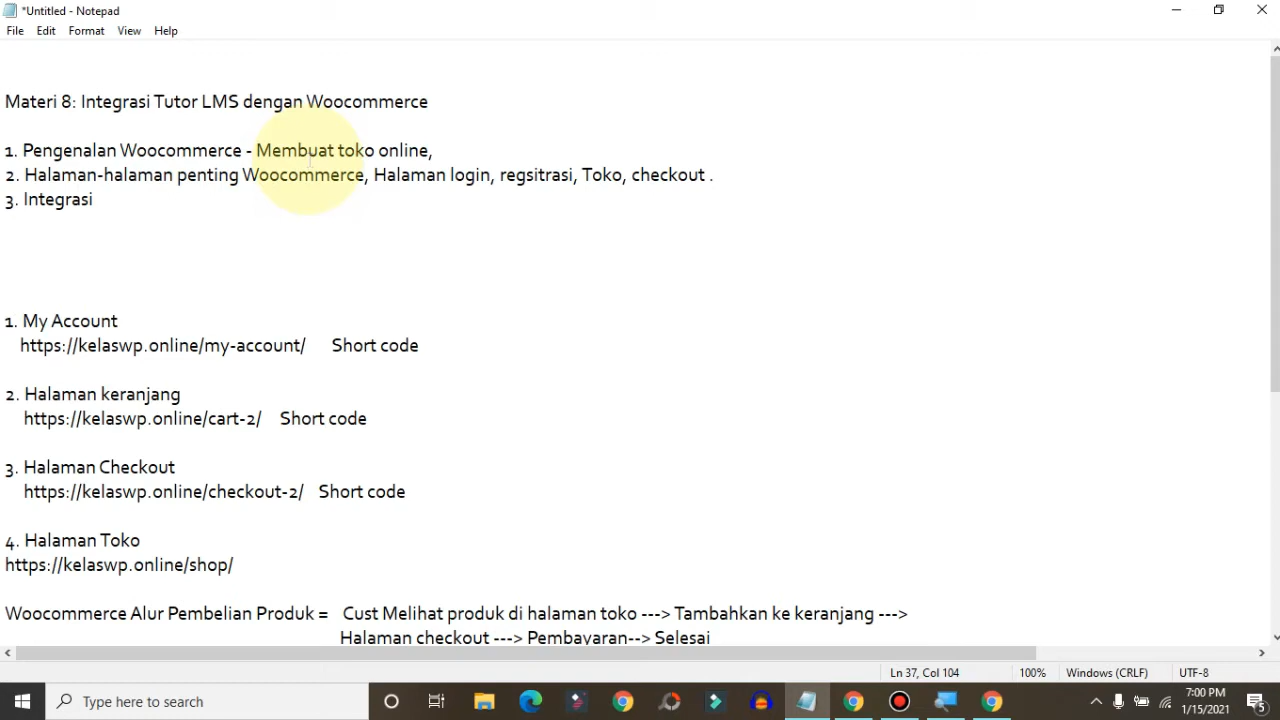 *Untitled - Notepad
File Edit Format View Help
Materi 8: Integrasi Tutor LMS dengan Woocommerce
1. Pengenalan Woocommerce - Membuat toko online,
2. Halaman-halaman penting Woocommerce, Halaman login, regsitrasi, Toko, checkout .
3. Integrasi
1. My Account
https://kelaswp.online/my-account/ Short code
2. Halaman keranjang
https://kelaswp.online/cart-2/ Short code
3. Halaman Checkout
https://kelaswp.online/checkout-2/ Short code
4. Halaman Toko
https://kelaswp.online/shop/
Woocommerce Alur Pembelian Produk = Cust Melihat produk di halaman toko ---> Tambahkan ke keranjang --->
Halaman checkout ---> Pembayaran--> Selesai
Ln 37, Col 104 100% Windows (CRLF) UTF-8
Type here to search
7:00 PM
1/15/2021
5